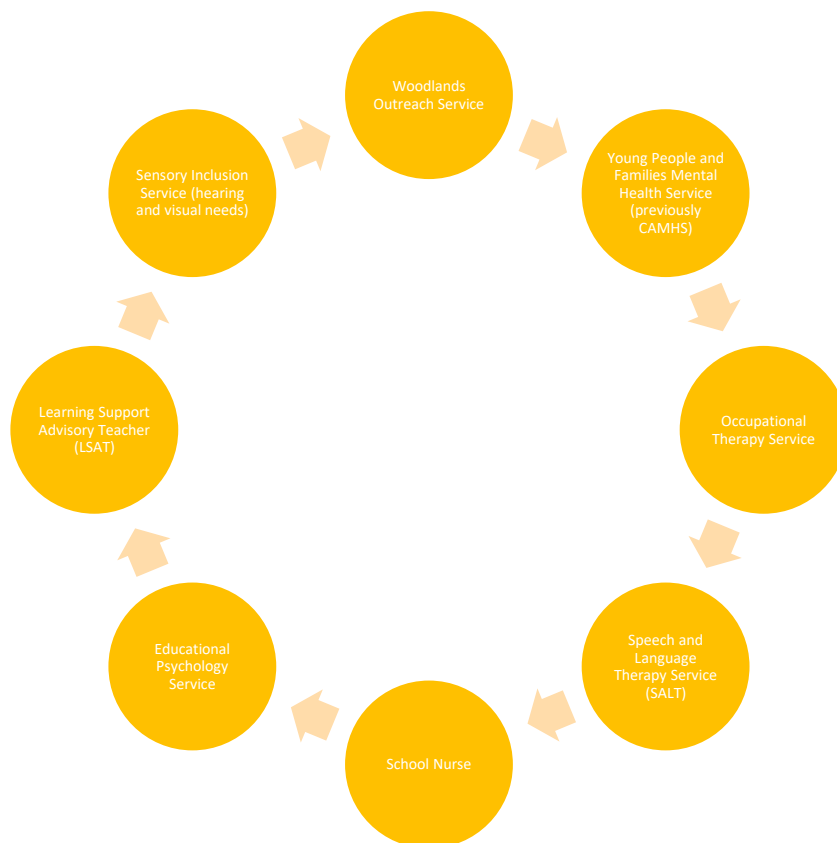 Woodlands
Outreach Service
Young People and
Families Mental
Health Service
(previously
CAMHS)
Occupational
Therapy Service
Speech and
Language
Therapy Service
(SALT)
School Nurse
Educational
Psychology
Service
Learning Support
Advisory Teacher
(LSAT)
Sensory Inclusion
Service (hearing
and visual needs)